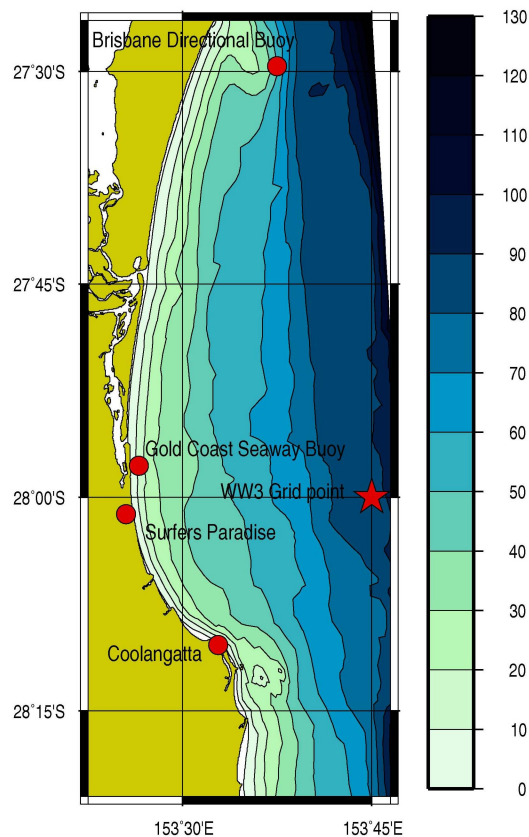 Brisbane Directional Buoy
27°30'S
27°45'S
Gold Coast Seaway Buoy
WW3 Grid point
28°00'S
Surfers Paradise
Coolangatta
28°15'S
153°30'E
153°45'E
130
120
110
100
90
80
70
60
50
40
30
20
10
0